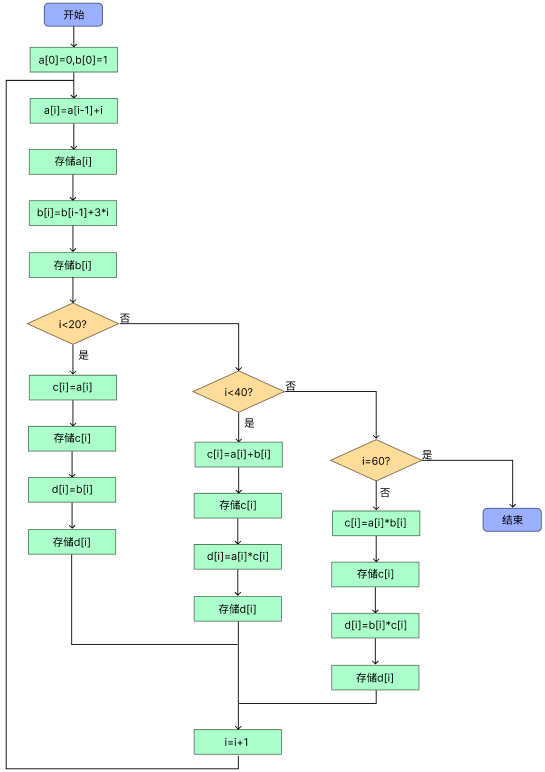 开始
a[0]=0,b[0]=1
a[i]=a[i-1]+i
存储a[i]
b[i]=b[i-1]+3*i
存储b[i]
i<20?
否
是
c[i]=a[i]
存储c[i]
d[i]=b[i]
存储d[i]
i<40?
否
是
c[i]=a[i]+b[i]
存储c[i]
d[i]=a[i]*c[i]
存储d[i]
i=60?
是
否
结束
c[i]=a[i]*b[i]
存储c[i]
d[i]=b[i]*c[i]
存储d[i]
i=i+1